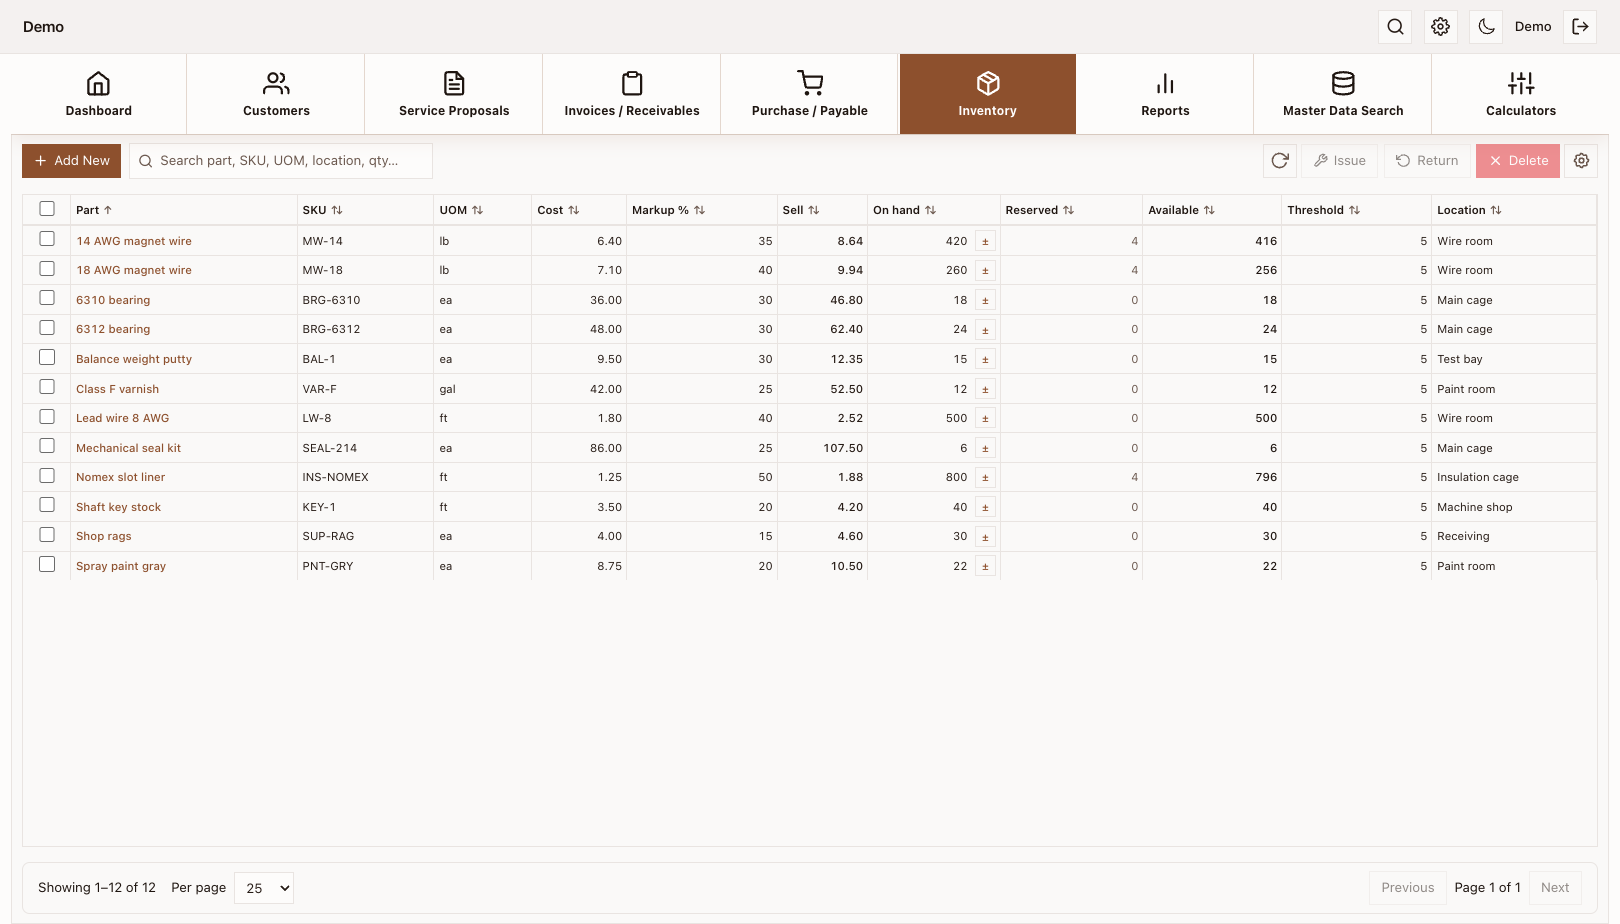 Demo
Demo
Dashboard
Customers
Service Proposals
Invoices / Receivables
Purchase / Payable
Inventory
Reports
Master Data Search
Calculators
+ Add New
Search part, SKU, UOM, location, qty...
Issue
Return
Delete
Part SKU UOM Cost Markup % Sell On hand Reserved Available Threshold Location
14 AWG magnet wire MW-14 lb 6.40 35 8.64 420 ± 4 416 5 Wire room
18 AWG magnet wire MW-18 lb 7.10 40 9.94 260 ± 4 256 5 Wire room
6310 bearing BRG-6310 ea 36.00 30 46.80 18 ± 0 18 5 Main cage
6312 bearing BRG-6312 ea 48.00 30 62.40 24 ± 0 24 5 Main cage
Balance weight putty BAL-1 ea 9.50 30 12.35 15 ± 0 15 5 Test bay
Class F varnish VAR-F gal 42.00 25 52.50 12 ± 0 12 5 Paint room
Lead wire 8 AWG LW-8 ft 1.80 40 2.52 500 ± 0 500 5 Wire room
Mechanical seal kit SEAL-214 ea 86.00 25 107.50 6 ± 0 6 5 Main cage
Nomex slot liner INS-NOMEX ft 1.25 50 1.88 800 ± 4 796 5 Insulation cage
Shaft key stock KEY-1 ft 3.50 20 4.20 40 ± 0 40 5 Machine shop
Shop rags SUP-RAG ea 4.00 15 4.60 30 ± 0 30 5 Receiving
Spray paint gray PNT-GRY ea 8.75 20 10.50 22 ± 0 22 5 Paint room
Showing 1–12 of 12 Per page 25
Previous Page 1 of 1 Next